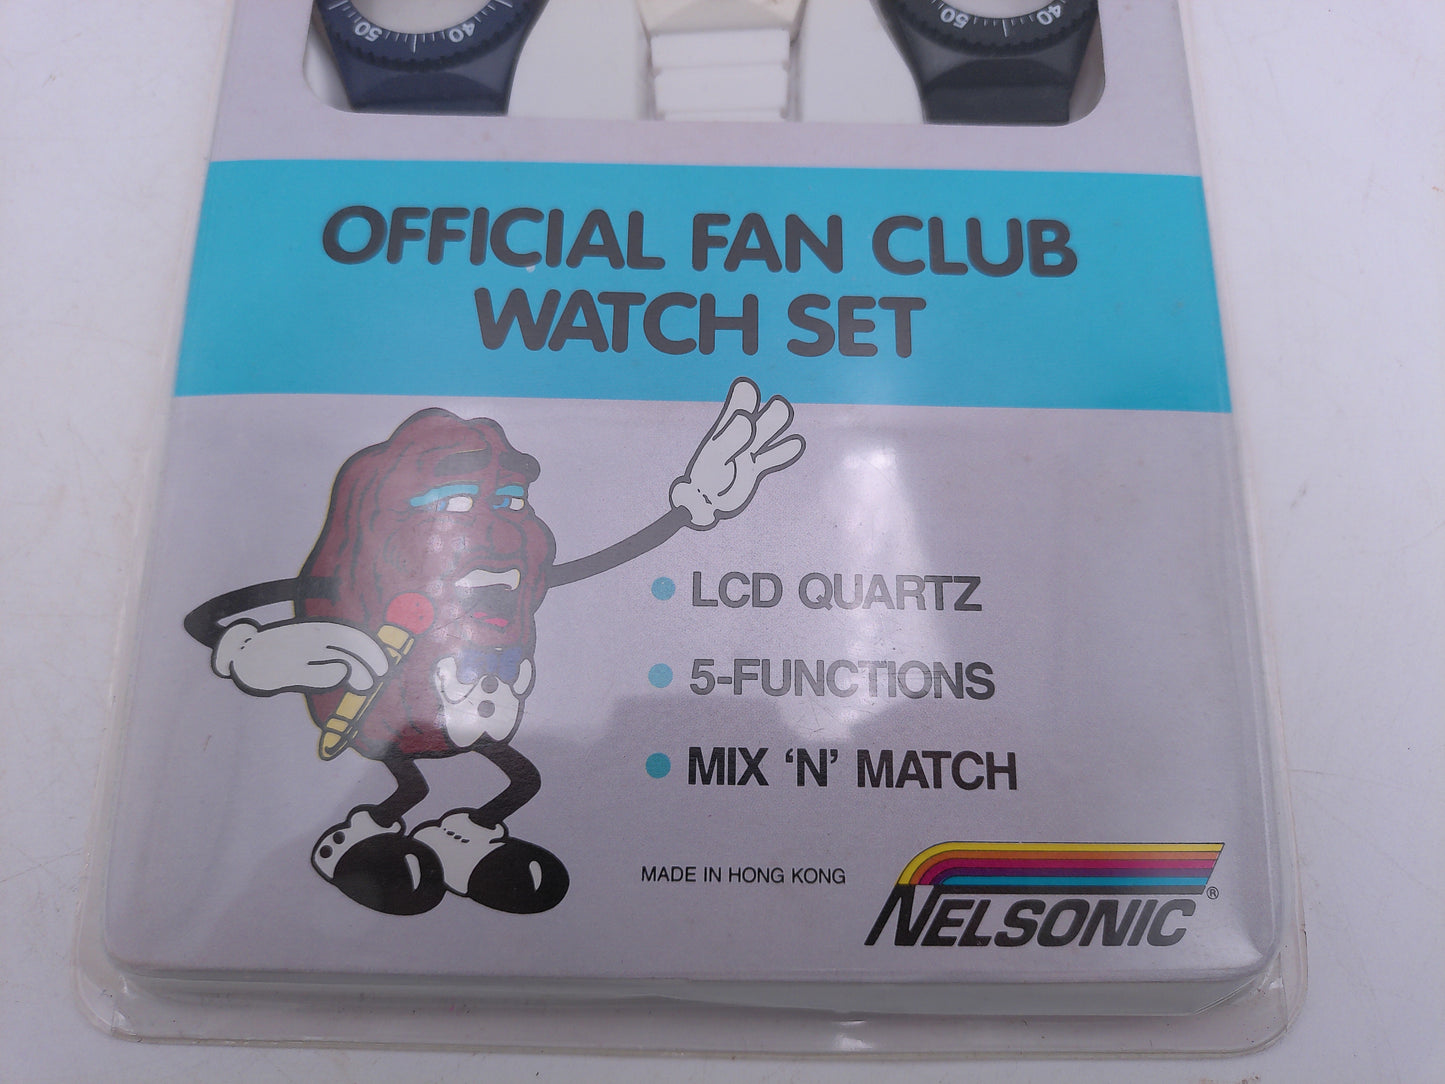 50
40
50
40
OFFICIAL FAN CLUB
WATCH SET
• LCD QUARTZ
• 5-FUNCTIONS
• MIX ‘N’ MATCH
MADE IN HONG KONG
NELSONIC®